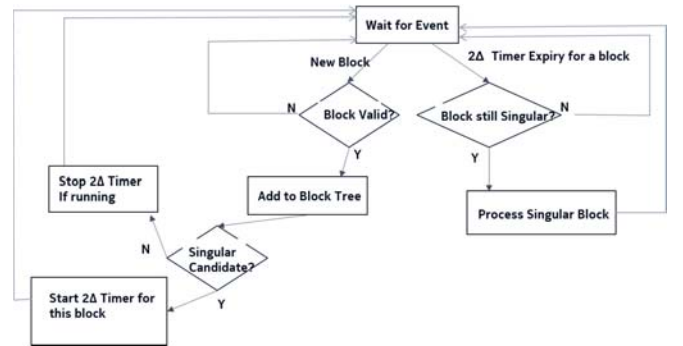 Wait for Event
New Block
2Δ Timer Expiry for a block
N
Block Valid?
Block still Singular?
N
Y
Y
Stop 2Δ Timer
If running
Add to Block Tree
Process Singular Block
N
Singular
Candidate?
Y
Start 2Δ Timer for
this block